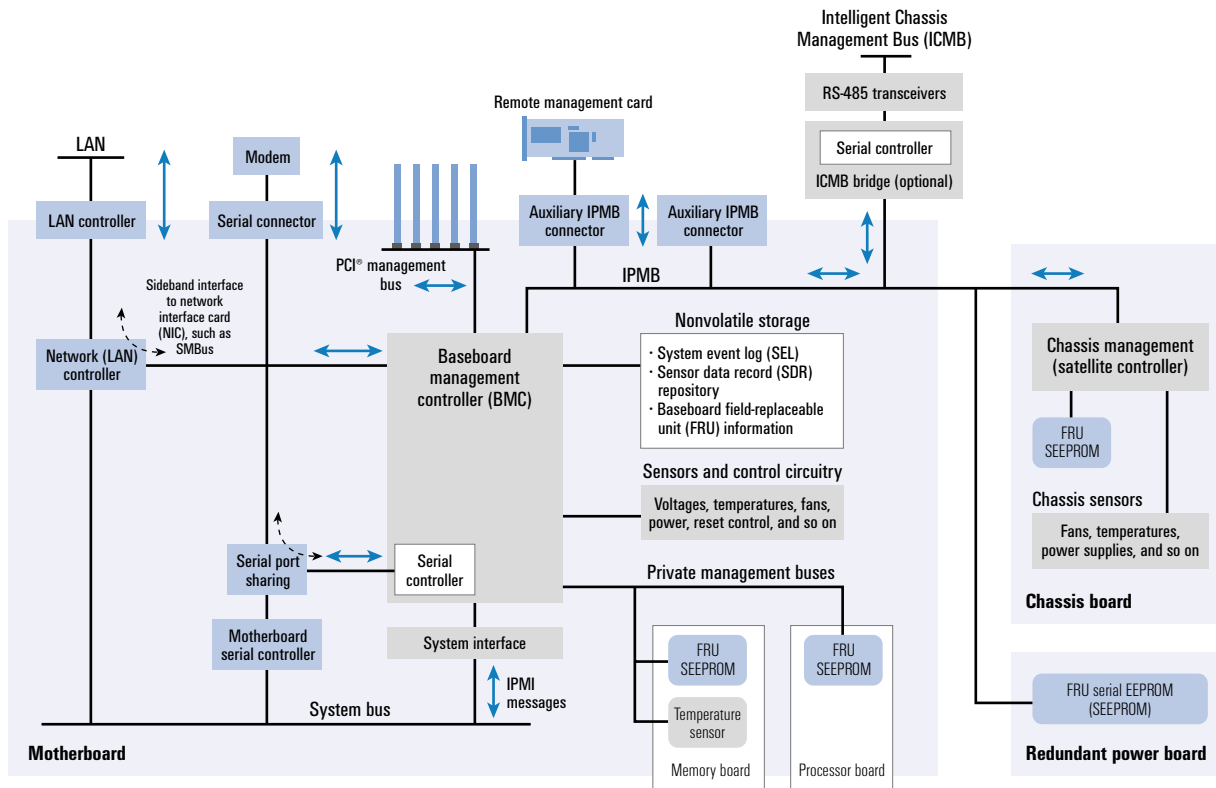 Intelligent Chassis
Management Bus (ICMB)
RS-485 transceivers
Serial controller
ICMB bridge (optional)
Remote management card
LAN
Modem
LAN controller
Serial connector
Auxiliary IPMB
connector
Auxiliary IPMB
connector
PCI® management
bus
IPMB
Sideband interface
to network
interface card
(NIC), such as
SMBus
Network (LAN)
controller
Baseboard
management
controller (BMC)
Nonvolatile storage
· System event log (SEL)
· Sensor data record (SDR)
repository
· Baseboard field-replaceable
unit (FRU) information
Chassis management
(satellite controller)
FRU
SEEPROM
Sensors and control circuitry
Voltages, temperatures, fans,
power, reset control, and so on
Chassis sensors
Fans, temperatures,
power supplies, and so on
Chassis board
Serial port
sharing
Serial
controller
Private management buses
Motherboard
serial controller
System interface
FRU
SEEPROM
FRU
SEEPROM
IPMI
messages
System bus
Temperature
sensor
FRU serial EEPROM
(SEEPROM)
Motherboard
Memory board
Processor board
Redundant power board